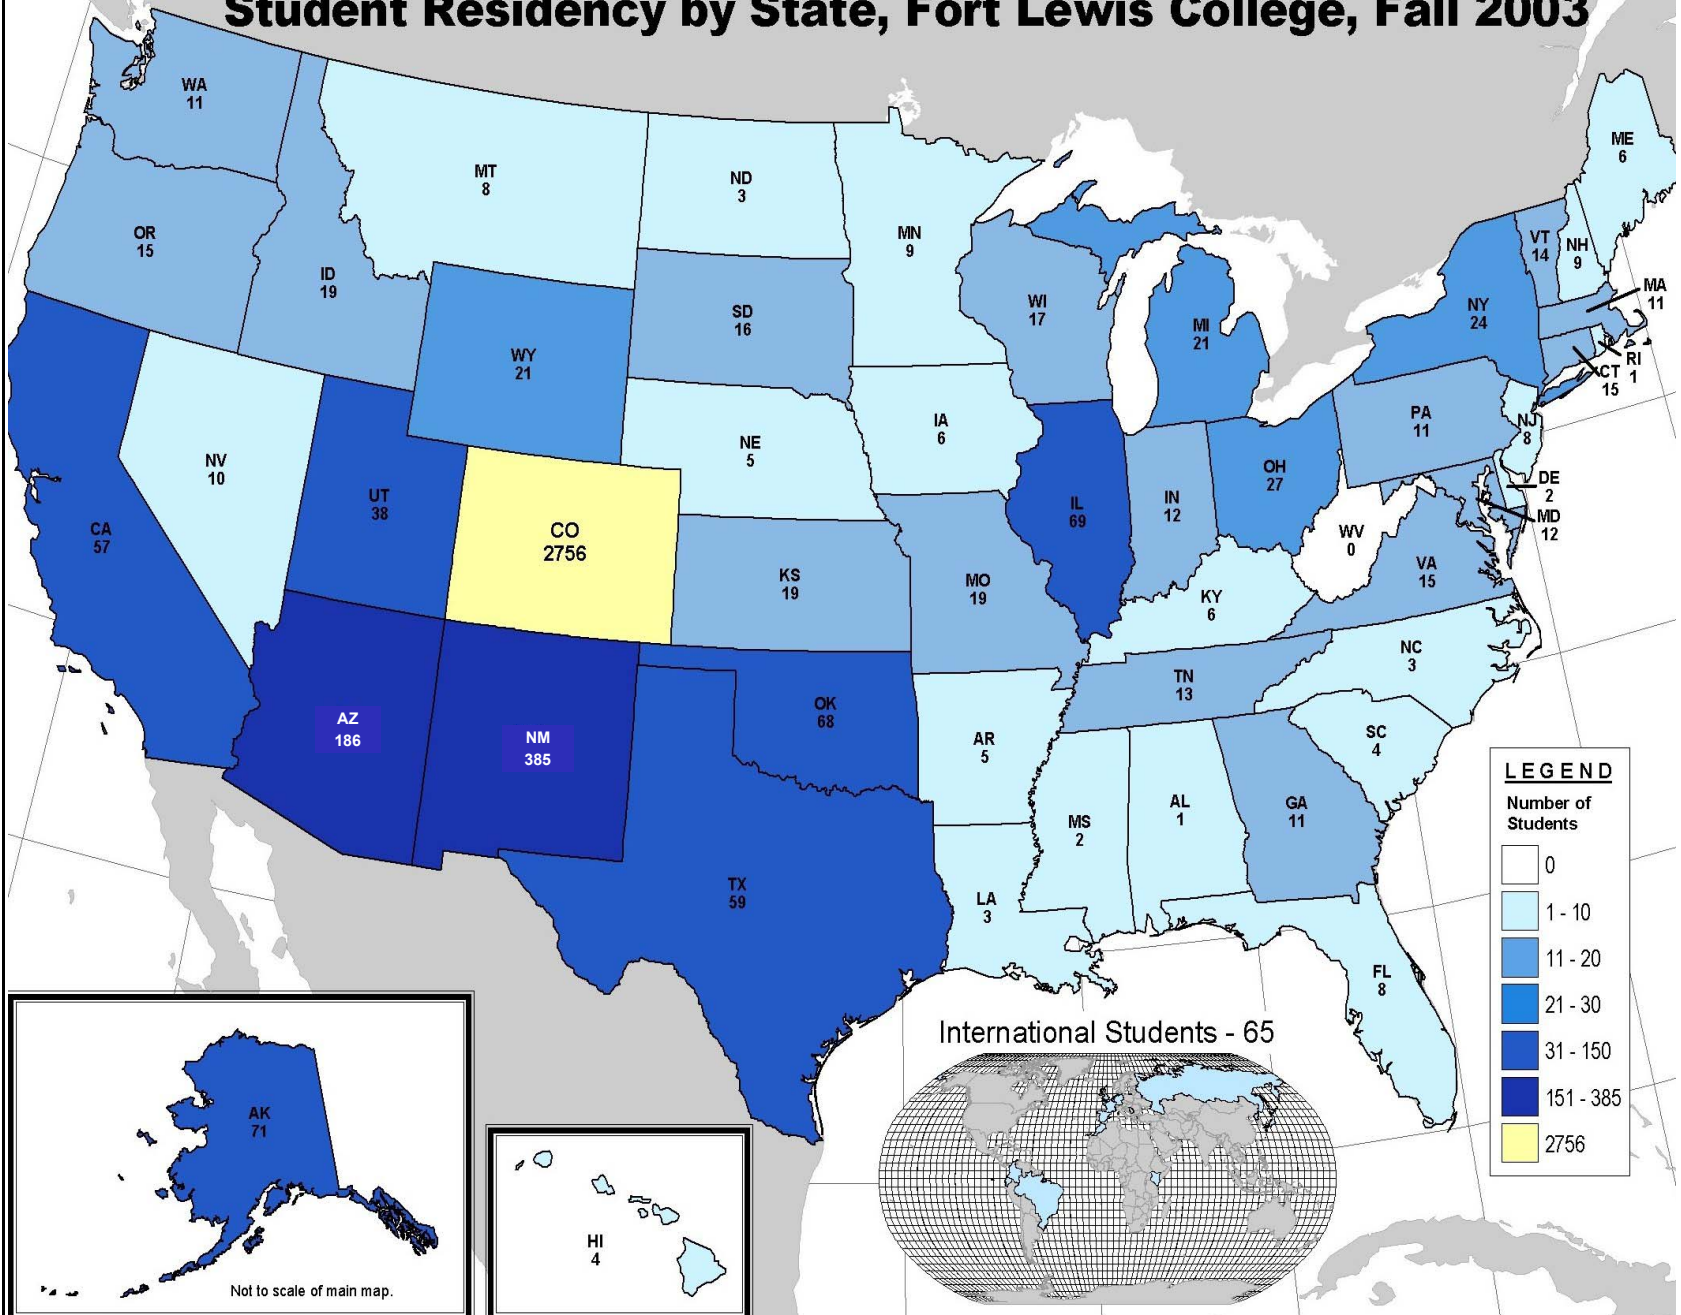 Student Residency by State, Fort Lewis College, Fall 2003
WA
11
MT
8
ND
3
MN
9
ME
6
OR
15
ID
19
SD
16
WI
17
MI
21
NY
24
VT
14
NH
9
MA
11
WY
21
RI
1
CT
15
NV
10
UT
38
NE
5
IA
6
PA
11
NJ
8
CA
57
CO
2756
IL
69
IN
12
OH
27
WV
0
DE
2
MD
12
KS
19
MO
19
KY
6
VA
15
AZ
186
NM
385
OK
68
AR
5
TN
13
NC
3
SC
4
TX
59
LA
3
MS
2
AL
1
GA
11
FL
8
LEGEND
Number of
Students
0
1 - 10
11 - 20
21 - 30
31 - 150
151 - 385
2756
AK
71
Not to scale of main map.
HI
4
International Students - 65